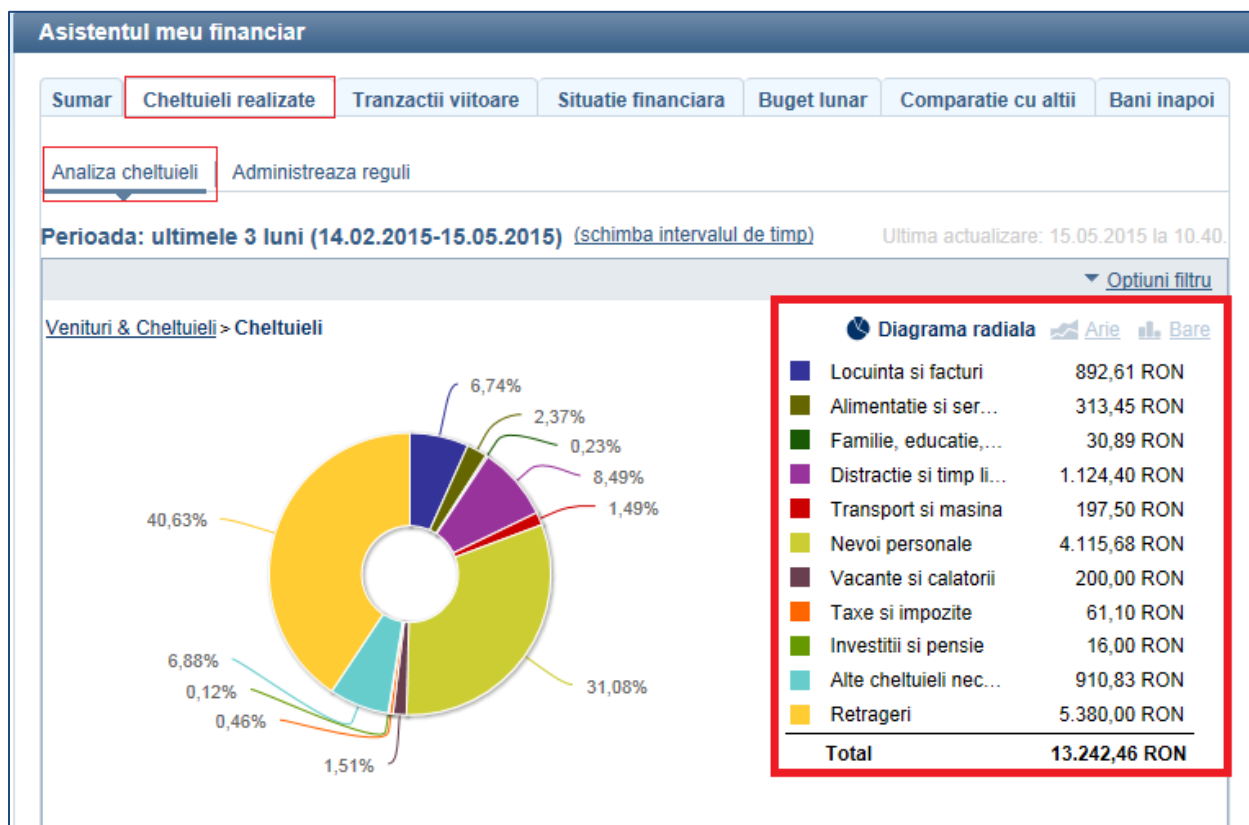 Asistentul meu financiar
Sumar Cheltuieli realizate Tranzactii viitoare Situatie financiara Buget lunar Comparatie cu altii Bani inapoi
Analiza cheltuieli Administreaza reguli
Perioada: ultimele 3 luni (14.02.2015-15.05.2015) (schimba intervalul de timp) Ultima actualizare: 15.05.2015 la 10.40.
Optiuni filtru
Venituri & Cheltuieli > Cheltuieli
Diagrama radiala Arie Bare
6,74%
2,37%
0,23%
8,49%
1,49%
40,63%
31,08%
6,88%
0,12%
0,46%
1,51%
Locuinta si facturi 892,61 RON
Alimentatie si ser... 313,45 RON
Familie, educatie,... 30,89 RON
Distractie si timp li... 1.124,40 RON
Transport si masina 197,50 RON
Nevoi personale 4.115,68 RON
Vacante si calatorii 200,00 RON
Taxe si impozite 61,10 RON
Investitii si pensie 16,00 RON
Alte cheltuieli nec... 910,83 RON
Retrageri 5.380,00 RON
Total 13.242,46 RON